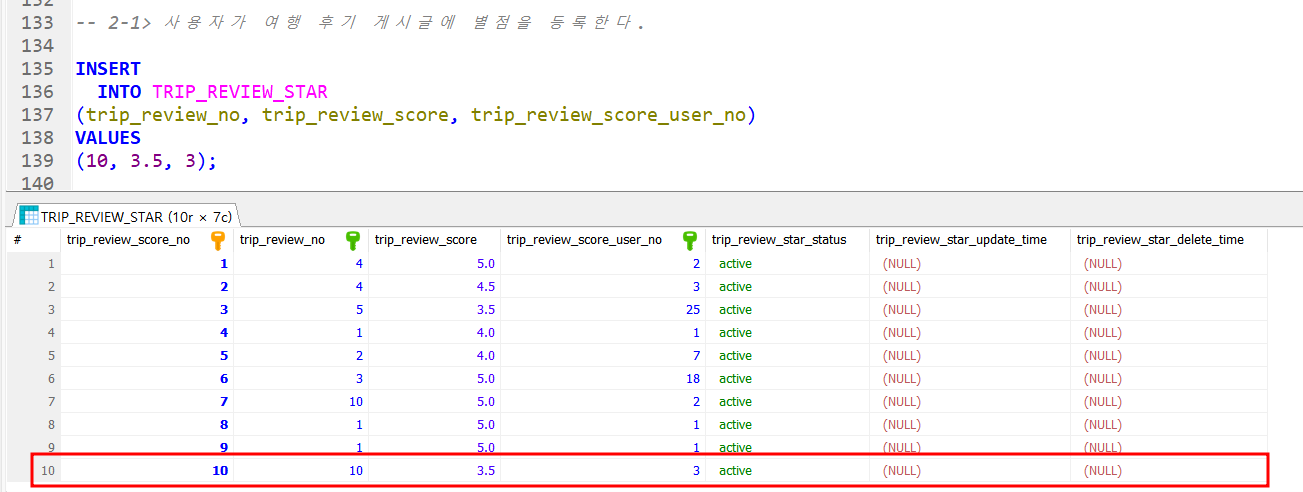 132
133 -- 2-1> 사용자가 여행 후기 게시글에 별점을 등록한다.
134
135 INSERT
136 INTO TRIP_REVIEW_STAR
137 (trip_review_no, trip_review_score, trip_review_score_user_no)
138 VALUES
139 (10, 3.5, 3);
140
TRIP_REVIEW_STAR (10r × 7c)
# trip_review_score_no trip_review_no trip_review_score trip_review_score_user_no trip_review_star_status trip_review_star_update_time trip_review_star_delete_time
1 1 4 5.0 2 active (NULL) (NULL)
2 2 4 4.5 3 active (NULL) (NULL)
3 3 5 3.5 25 active (NULL) (NULL)
4 4 1 4.0 1 active (NULL) (NULL)
5 5 2 4.0 7 active (NULL) (NULL)
6 6 3 5.0 18 active (NULL) (NULL)
7 7 10 5.0 2 active (NULL) (NULL)
8 8 1 5.0 1 active (NULL) (NULL)
9 9 1 5.0 1 active (NULL) (NULL)
10 10 10 3.5 3 active (NULL) (NULL)